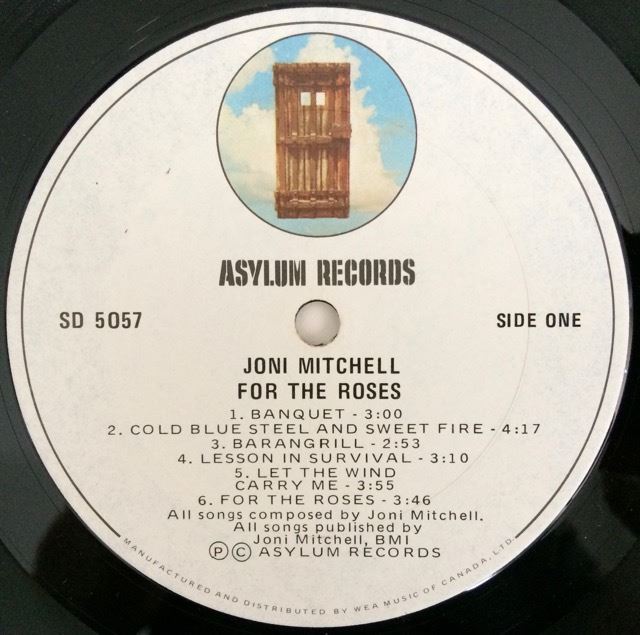 ASYLUM RECORDS
SD 5057
SIDE ONE
JONI MITCHELL
FOR THE ROSES
1. BANQUET - 3:00
2. COLD BLUE STEEL AND SWEET FIRE - 4:17
3. BARANGRILL - 2:53
4. LESSON IN SURVIVAL - 3:10
5. LET THE WIND
CARRY ME - 3:55
6. FOR THE ROSES - 3:46
All songs composed by Joni Mitchell.
All songs published by
Joni Mitchell, BMI
Ⓟ © ASYLUM RECORDS
MANUFACTURED AND DISTRIBUTED BY WEA MUSIC OF CANADA, LTD.